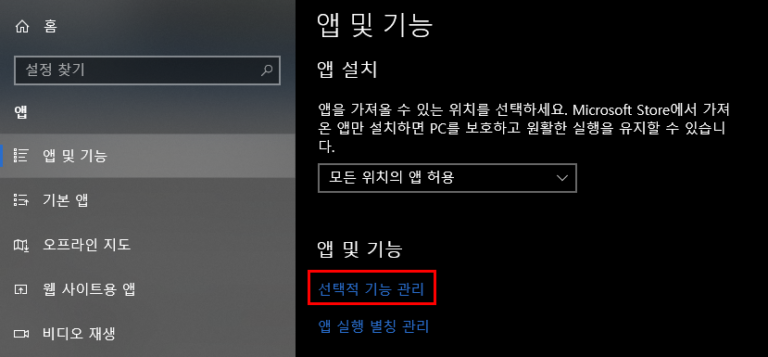 홈
설정 찾기
앱
앱 및 기능
기본 앱
오프라인 지도
웹 사이트용 앱
비디오 재생
앱 및 기능
앱 설치
앱을 가져올 수 있는 위치를 선택하세요. Microsoft Store에서 가져
온 앱만 설치하면 PC를 보호하고 원활한 실행을 유지할 수 있습니
다.
모든 위치의 앱 허용
앱 및 기능
선택적 기능 관리
앱 실행 별칭 관리